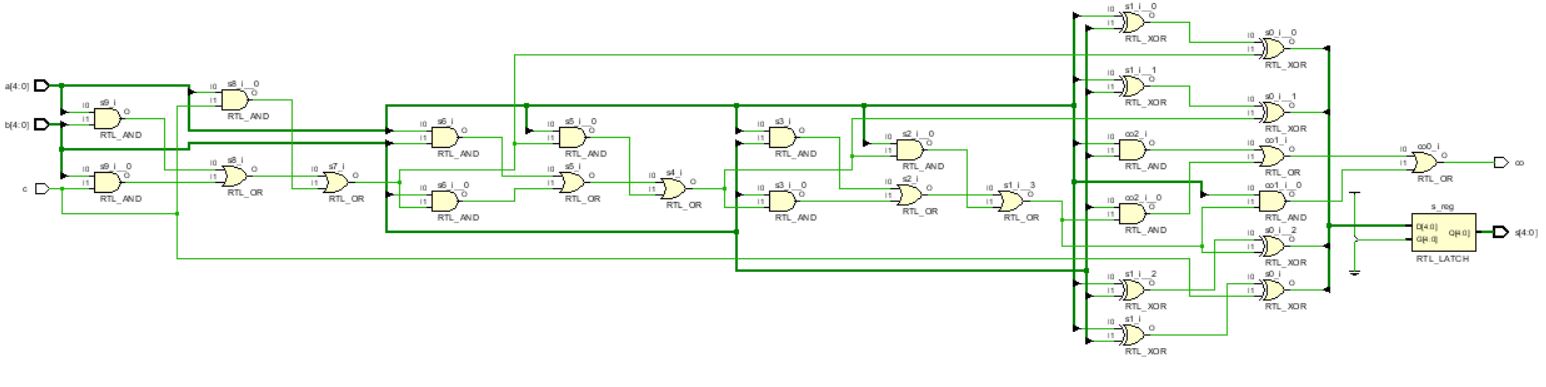 a[4:0]
b[4:0]
c
s9_i
I0 O
I1
RTL_AND
s9_i__0
I0 O
I1
RTL_AND
s8_i__0
I0 O
I1
RTL_AND
s8_i
I0 O
I1
RTL_OR
s7_i
I0 O
I1
RTL_OR
s6_i
I0 O
I1
RTL_AND
s6_i__0
I0 O
I1
RTL_AND
s5_i__0
I0 O
I1
RTL_AND
s5_i
I0 O
I1
RTL_OR
s4_i
I0 O
I1
RTL_OR
s3_i
I0 O
I1
RTL_AND
s3_i__0
I0 O
I1
RTL_AND
s2_i__0
I0 O
I1
RTL_AND
s2_i
I0 O
I1
RTL_OR
s1_i__3
I0 O
I1
RTL_OR
s1_i__0
I0 O
I1
RTL_XOR
s1_i__1
I0 O
I1
RTL_XOR
co2_i
I0 O
I1
RTL_AND
co2_i__0
I0 O
I1
RTL_AND
s1_i__2
I0 O
I1
RTL_XOR
s1_i
I0 O
I1
RTL_XOR
s0_i__0
I0 O
I1
RTL_XOR
s0_i__1
I0 O
I1
RTL_XOR
co1_i
I0 O
I1
RTL_OR
co1_i__0
I0 O
I1
RTL_AND
s0_i__2
I0 O
I1
RTL_XOR
s0_i
I0 O
I1
RTL_XOR
co0_i
I0 O
I1
RTL_OR
co
s_reg
D[4:0] Q[4:0]
G[4:0]
RTL_LATCH
s[4:0]